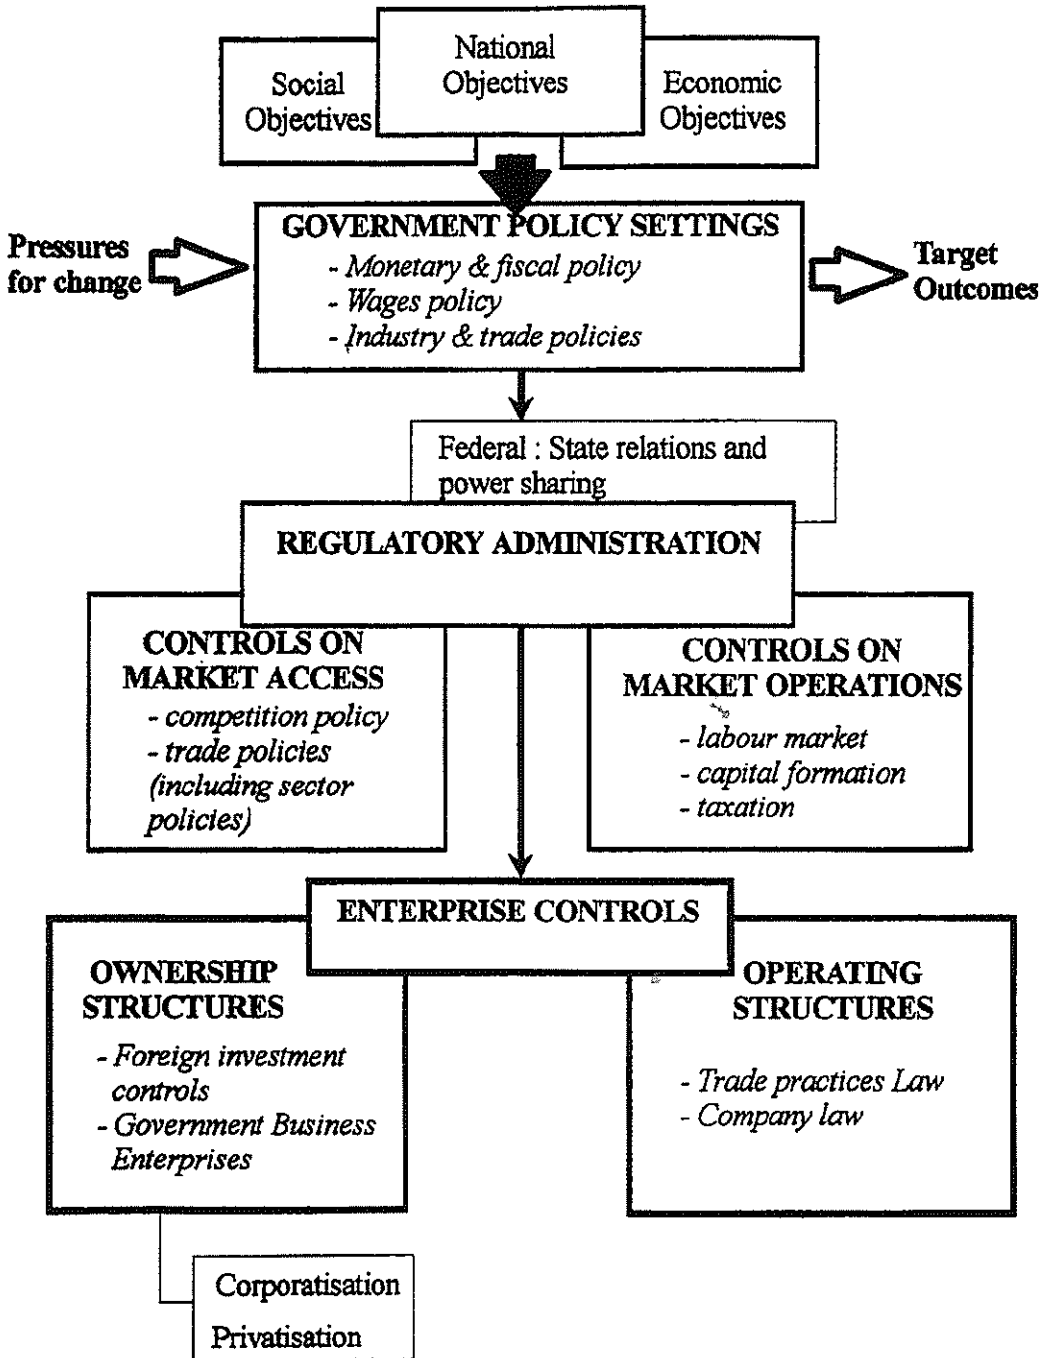 National
Objectives
Social
Objectives
Economic
Objectives
GOVERNMENT POLICY SETTINGS
- Monetary & fiscal policy
- Wages policy
- Industry & trade policies
Pressures
for change
Target
Outcomes
Federal : State relations and
power sharing
REGULATORY ADMINISTRATION
CONTROLS ON
MARKET ACCESS
- competition policy
- trade policies
(including sector
policies)
CONTROLS ON
MARKET OPERATIONS
- labour market
- capital formation
- taxation
ENTERPRISE CONTROLS
OWNERSHIP
STRUCTURES
- Foreign investment
controls
- Government Business
Enterprises
OPERATING
STRUCTURES
- Trade practices Law
- Company law
Corporatisation
Privatisation